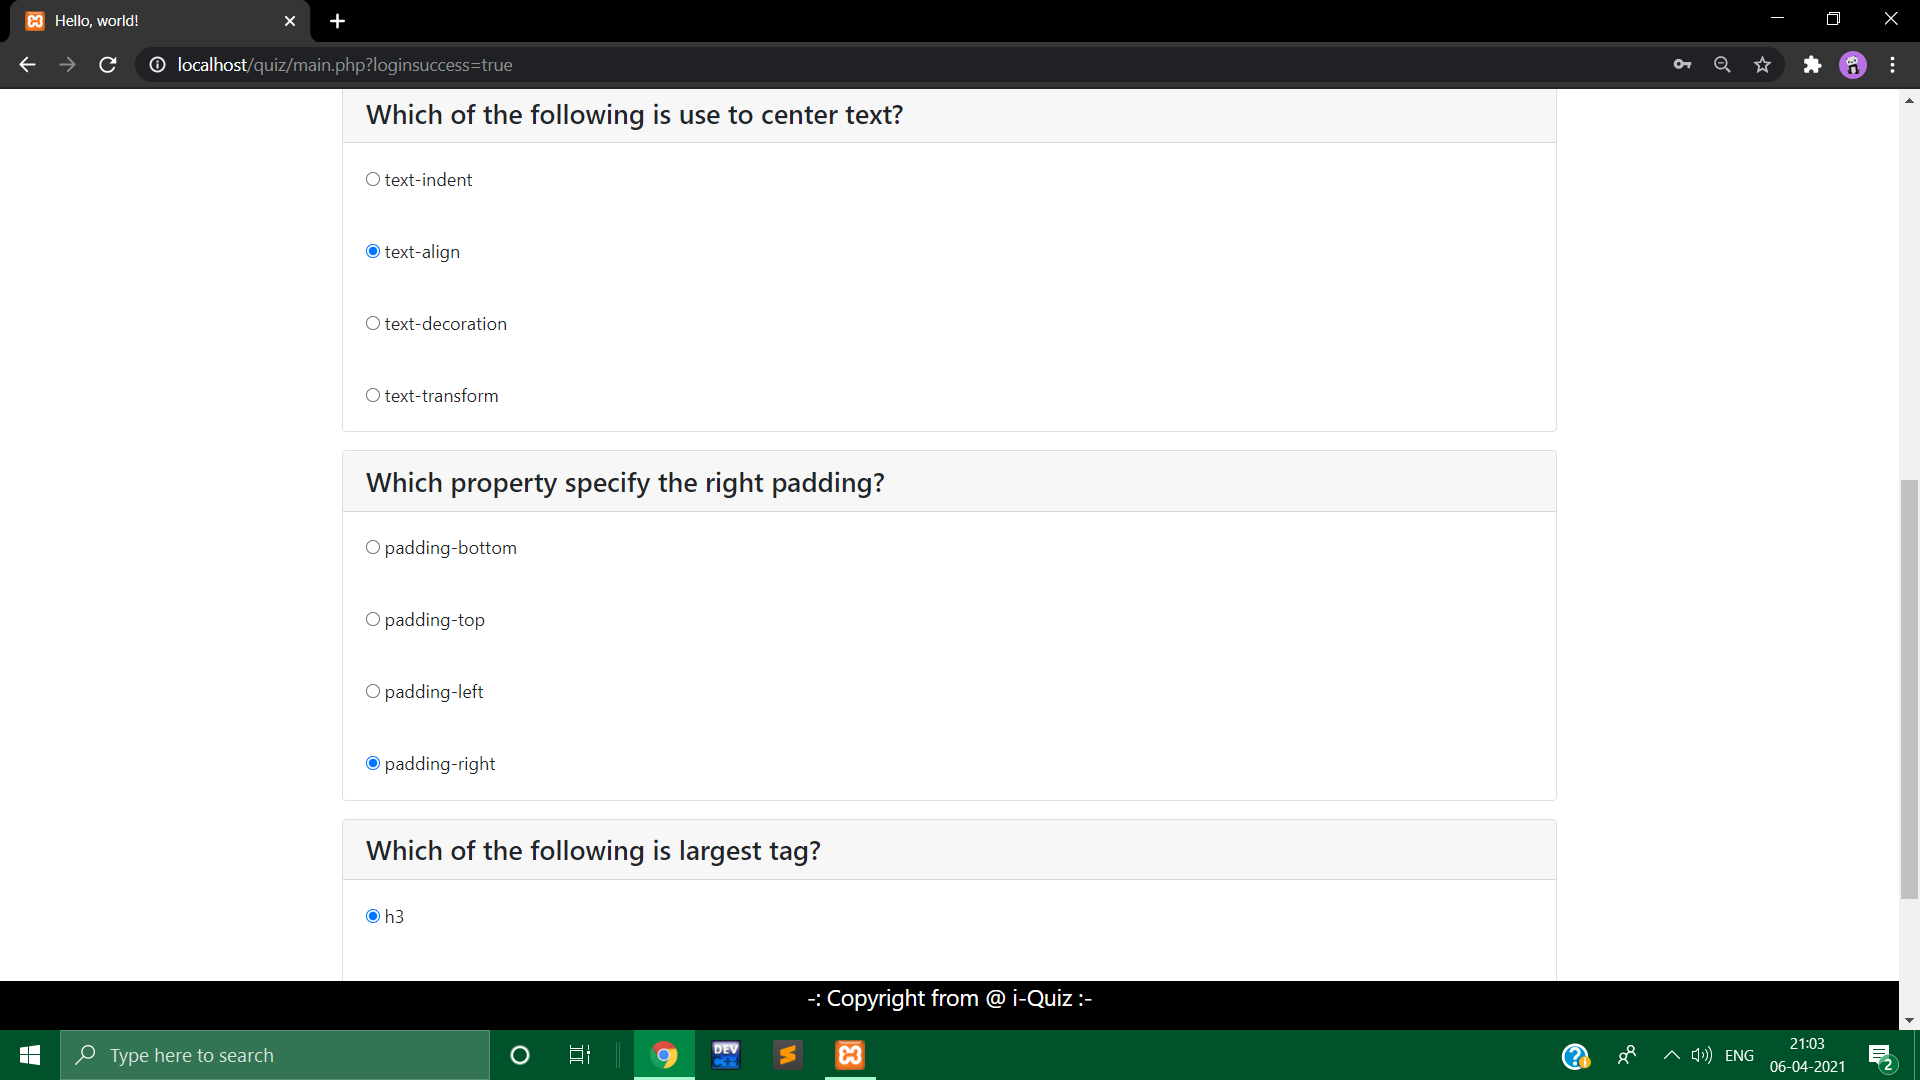 Hello, world!
localhost/quiz/main.php?loginsuccess=true
Which of the following is use to center text?
text-indent
text-align
text-decoration
text-transform
Which property specify the right padding?
padding-bottom
padding-top
padding-left
padding-right
Which of the following is largest tag?
h3
-: Copyright from @ i-Quiz :-
Type here to search
DEV
C++
ENG
21:03
06-04-2021
2